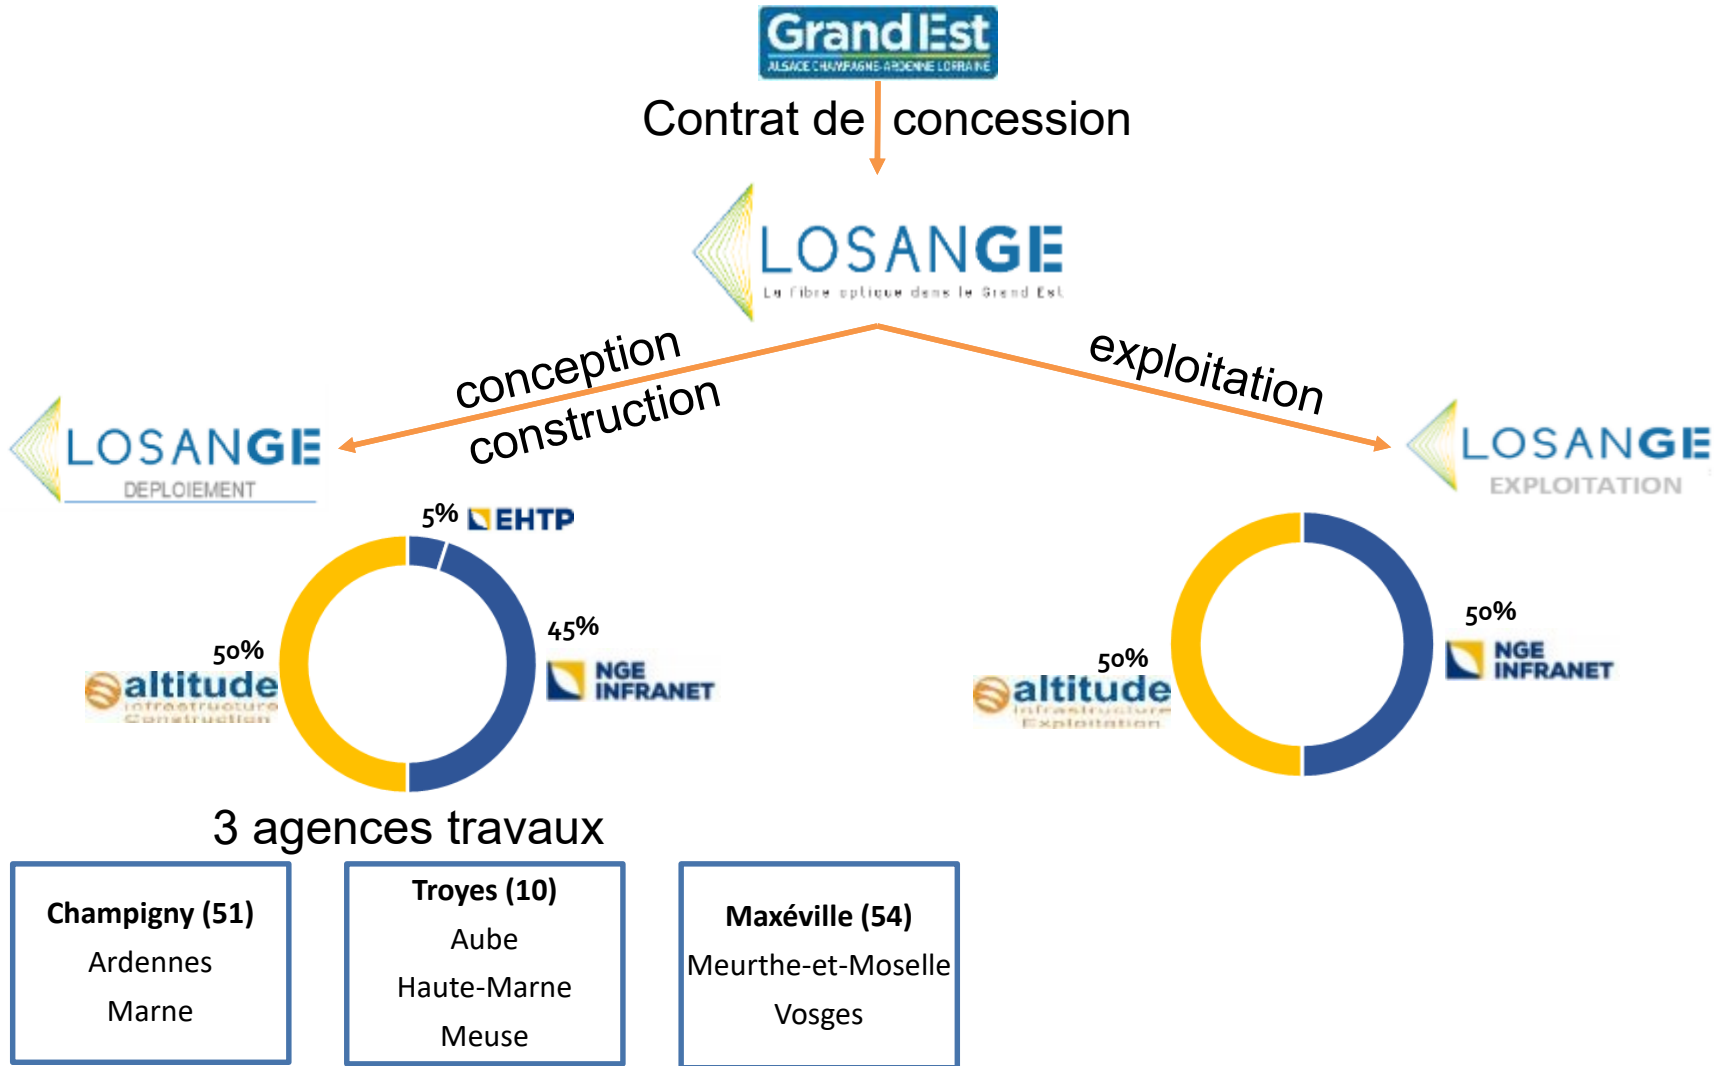 Grand Est
ALSACE CHAMPAGNE-ARDENNE LORRAINE
Contrat de concession
LOSANGE
La fibre optique dans le Grand Est
conception
construction
exploitation
LOSANGE
DEPLOIEMENT
LOSANGE
EXPLOITATION
5% EHTP
45%
NGE
INFRANET
50%
altitude
infrastructure
Construction
50%
NGE
INFRANET
50%
altitude
infrastructure
Exploitation
3 agences travaux
Champigny (51)
Ardennes
Marne
Troyes (10)
Aube
Haute-Marne
Meuse
Maxéville (54)
Meurthe-et-Moselle
Vosges